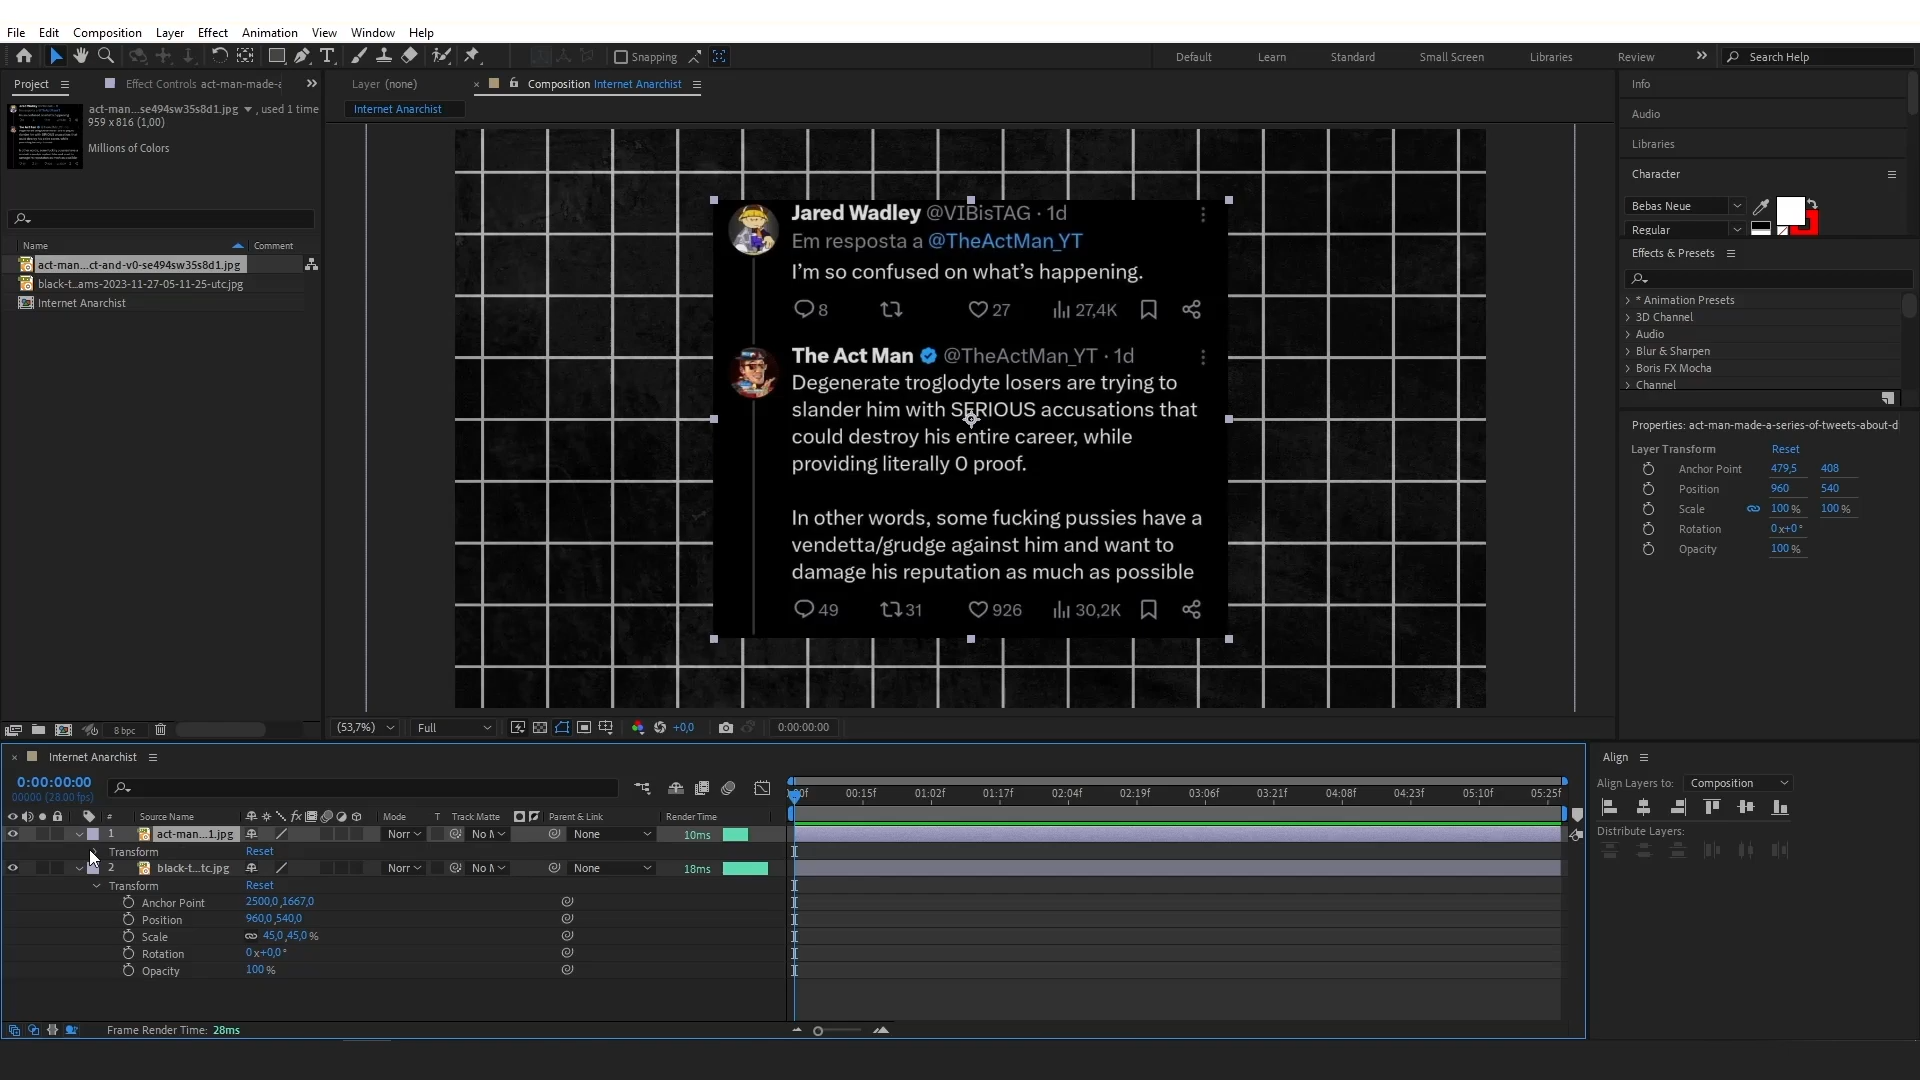 File Edit Composition Layer Effect Animation View Window Help
Snapping
Default Learn Standard Small Screen Libraries Review
Search Help
Project
Effect Controls act-man-made-a
act-man...se494sw35s8d1.jpg , used 1 time
959 x 816 (1,00)
Millions of Colors
Name Comment
act-man...ct-and-v0-se494sw35s8d1.jpg
black-t...ams-2023-11-27-05-11-25-utc.jpg
Internet Anarchist
8 bpc
Layer (none)
Composition Internet Anarchist
Internet Anarchist
Jared Wadley @VIBisTAG · 1d
Em resposta a @TheActMan_YT
I'm so confused on what's happening.
8 27 27,4K
The Act Man @TheActMan_YT · 1d
Degenerate troglodyte losers are trying to
slander him with SERIOUS accusations that
could destroy his entire career, while
providing literally 0 proof.
In other words, some fucking pussies have a
vendetta/grudge against him and want to
damage his reputation as much as possible
49 31 926 30,2K
(53,7%) Full +0,0 0:00:00:00
Info
Audio
Libraries
Character
Bebas Neue
Regular
Effects & Presets
* Animation Presets
3D Channel
Audio
Blur & Sharpen
Boris FX Mocha
Channel
Properties: act-man-made-a-series-of-tweets-about-d
Layer Transform Reset
Anchor Point 479,5 408
Position 960 540
Scale 100 % 100 %
Rotation 0x+0°
Opacity 100 %
Internet Anarchist
0:00:00:00
00000 (28.00 fps)
# Source Name Mode T Track Matte Parent & Link Render Time
1 act-man...1.jpg Norr No M None 10ms
Transform Reset
2 black-t...tc.jpg Norr No M None 18ms
Transform Reset
Anchor Point 2500,0,1667,0
Position 960,0,540,0
Scale 45,0,45,0 %
Rotation 0x+0,0°
Opacity 100 %
Frame Render Time: 28ms
00:15f 01:02f 01:17f 02:04f 02:19f 03:06f 03:21f 04:08f 04:23f 05:10f 05:25f
Align
Align Layers to: Composition
Distribute Layers: